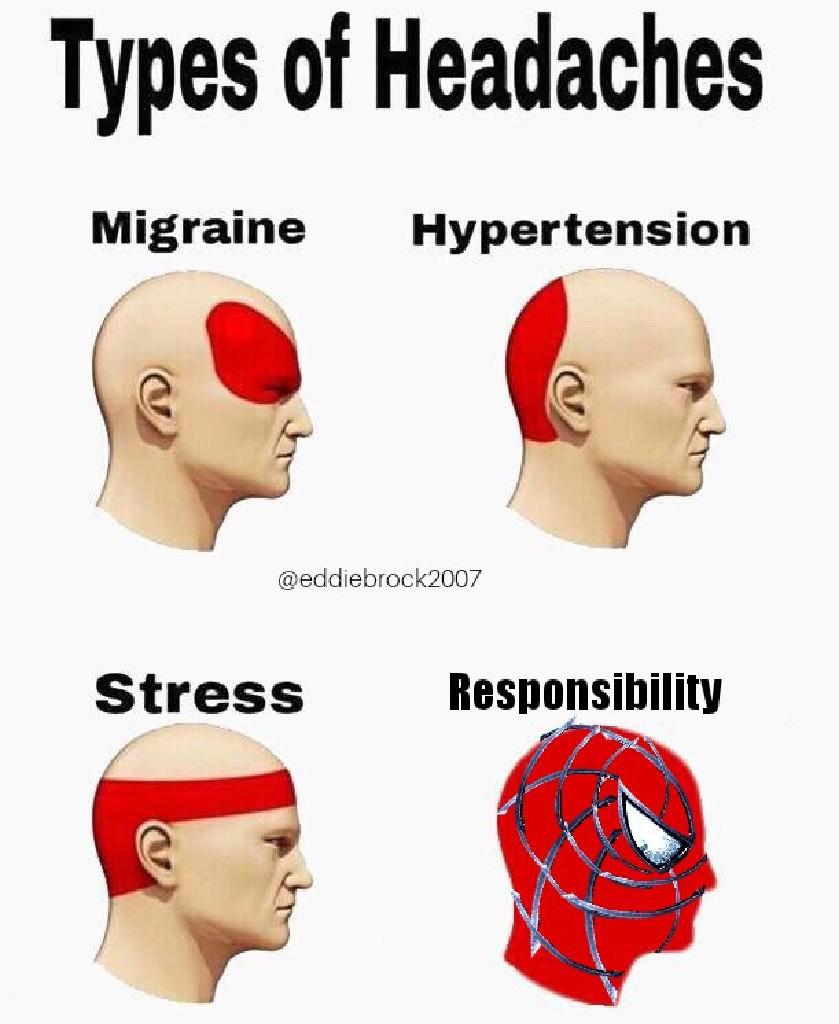 Types of Headaches
Migraine
Hypertension
@eddiebrock2007
Stress
Responsibility